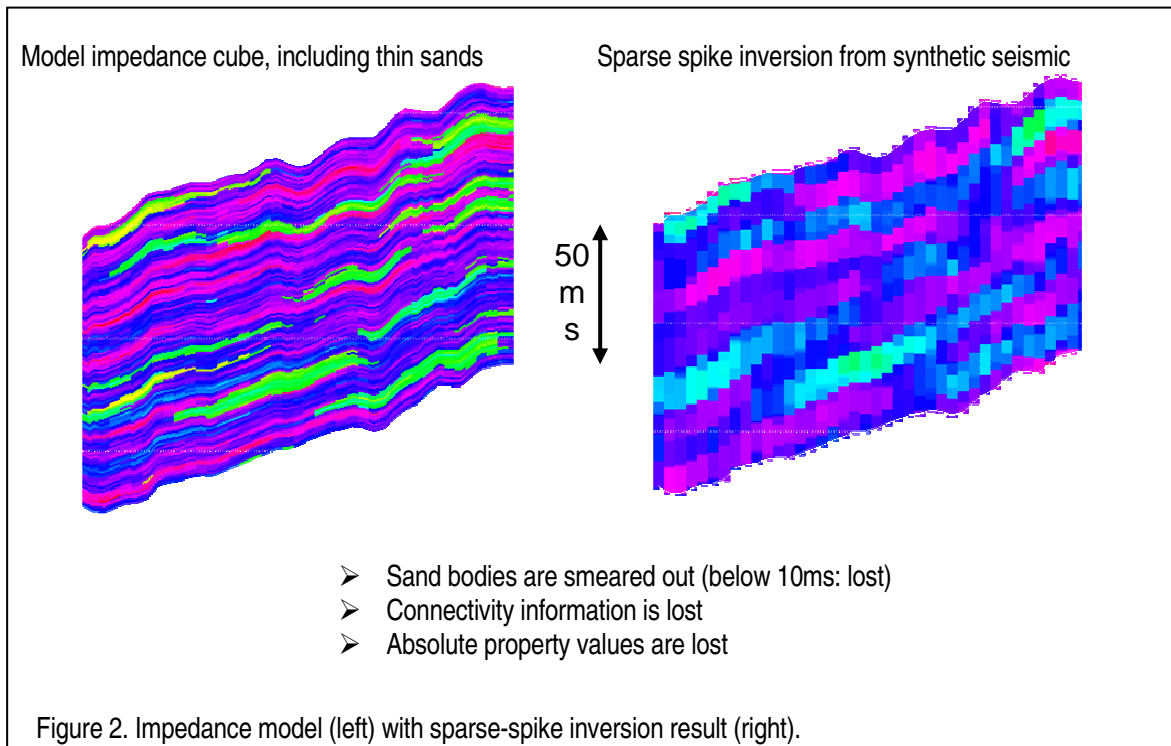 Model impedance cube, including thin sands
Sparse spike inversion from synthetic seismic
50
m
s
➢ Sand bodies are smeared out (below 10ms: lost)
➢ Connectivity information is lost
➢ Absolute property values are lost
Figure 2. Impedance model (left) with sparse-spike inversion result (right).